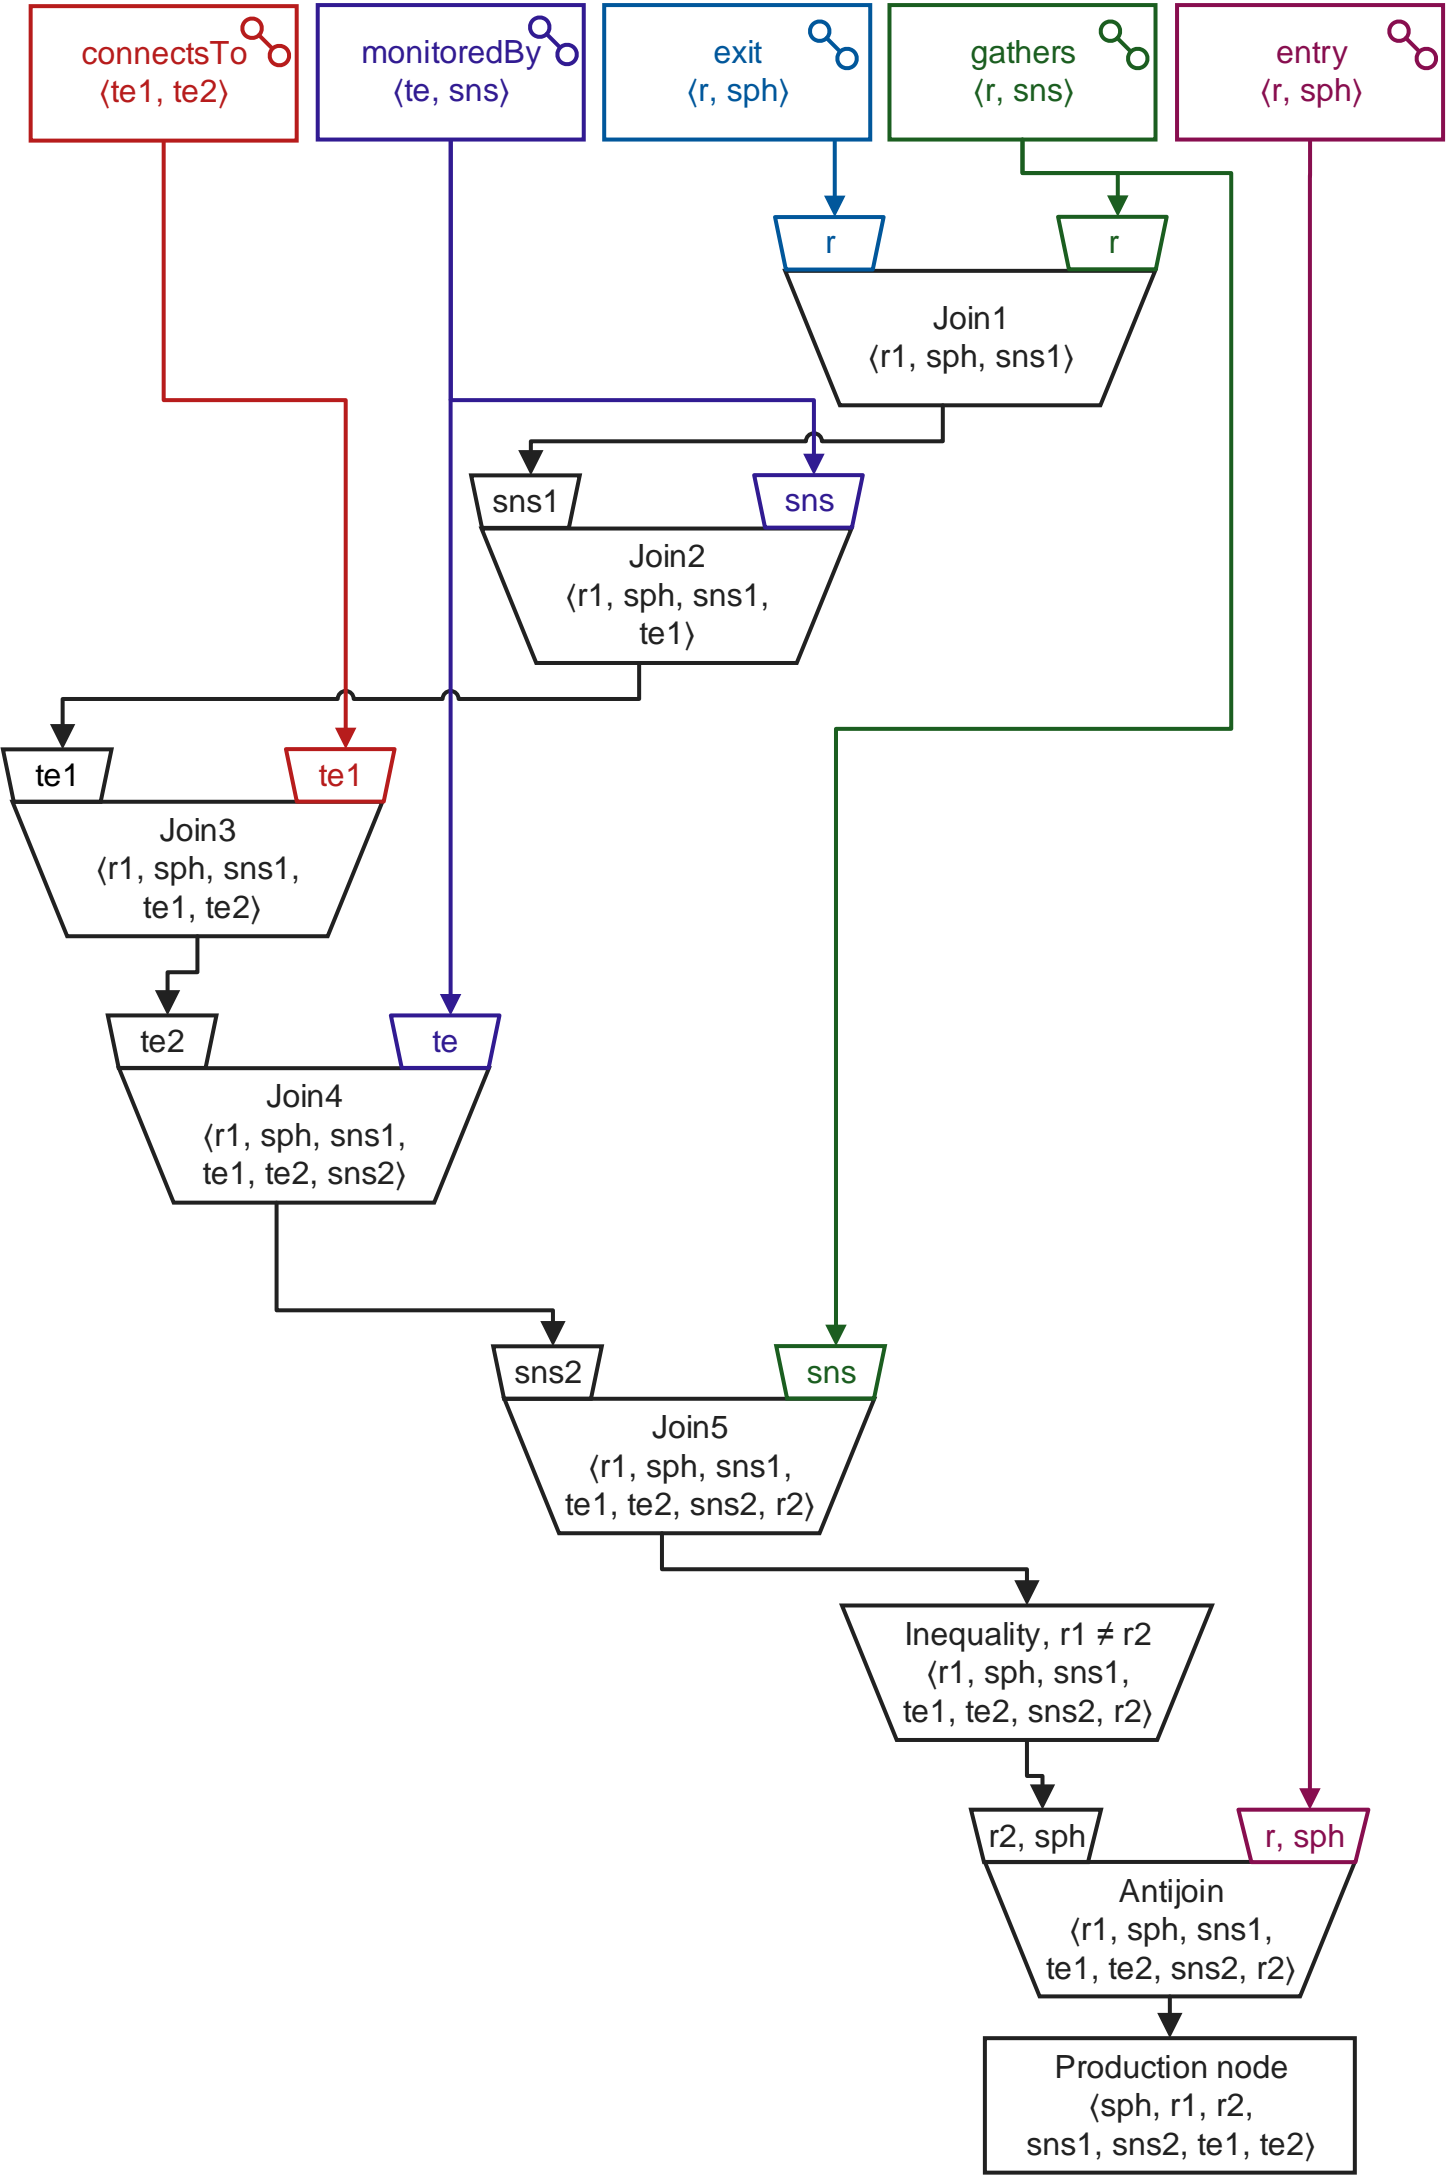 connectsTo
⟨te1, te2⟩
monitoredBy
⟨te, sns⟩
exit
⟨r, sph⟩
gathers
⟨r, sns⟩
entry
⟨r, sph⟩
r
r
Join1
⟨r1, sph, sns1⟩
sns1
sns
Join2
⟨r1, sph, sns1,
te1⟩
te1
te1
Join3
⟨r1, sph, sns1,
te1, te2⟩
te2
te
Join4
⟨r1, sph, sns1,
te1, te2, sns2⟩
sns2
sns
Join5
⟨r1, sph, sns1,
te1, te2, sns2, r2⟩
Inequality, r1 ≠ r2
⟨r1, sph, sns1,
te1, te2, sns2, r2⟩
r2, sph
r, sph
Antijoin
⟨r1, sph, sns1,
te1, te2, sns2, r2⟩
Production node
⟨sph, r1, r2,
sns1, sns2, te1, te2⟩